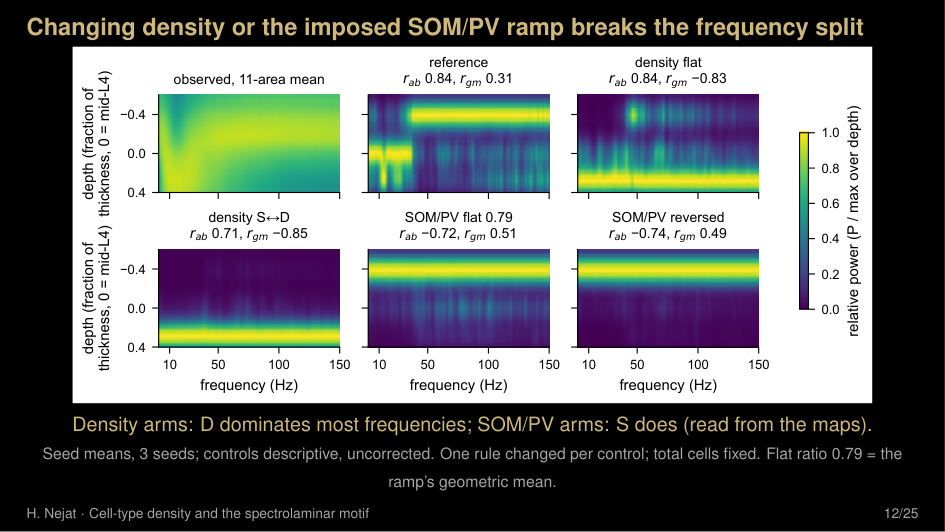 Changing density or the imposed SOM/PV ramp breaks the frequency split
observed, 11-area mean
reference
r_ab 0.84, r_gm 0.31
density flat
r_ab 0.84, r_gm −0.83
depth (fraction of
thickness, 0 = mid-L4)
−0.4
0.0
0.4
density S↔D
r_ab 0.71, r_gm −0.85
SOM/PV flat 0.79
r_ab −0.72, r_gm 0.51
SOM/PV reversed
r_ab −0.74, r_gm 0.49
depth (fraction of
thickness, 0 = mid-L4)
−0.4
0.0
0.4
10 50 100 150
10 50 100 150
10 50 100 150
frequency (Hz)
frequency (Hz)
frequency (Hz)
1.0
0.8
0.6
0.4
0.2
0.0
relative power (P / max over depth)
Density arms: D dominates most frequencies; SOM/PV arms: S does (read from the maps).
Seed means, 3 seeds; controls descriptive, uncorrected. One rule changed per control; total cells fixed. Flat ratio 0.79 = the
ramp's geometric mean.
H. Nejat · Cell-type density and the spectrolaminar motif
12/25